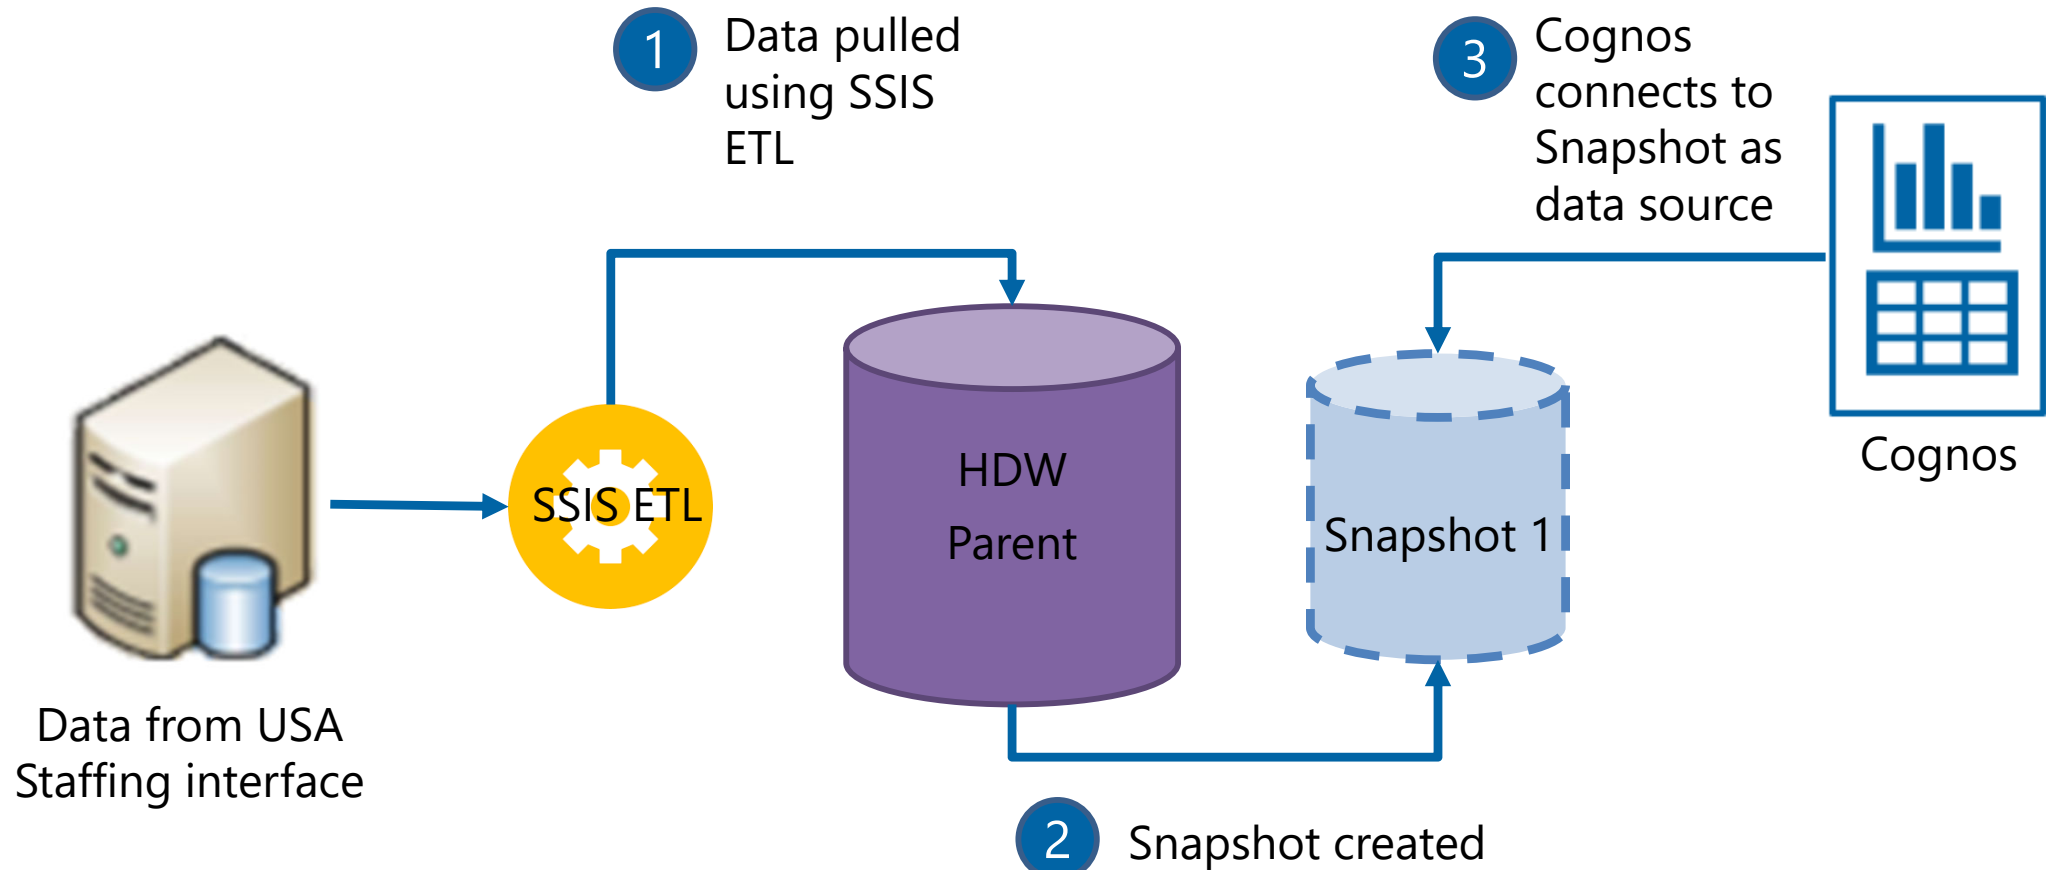 1
Data pulled
using SSIS
ETL
3
Cognos
connects to
Snapshot as
data source
Cognos
SSIS ETL
HDW
Parent
Snapshot 1
Data from USA
Staffing interface
2
Snapshot created